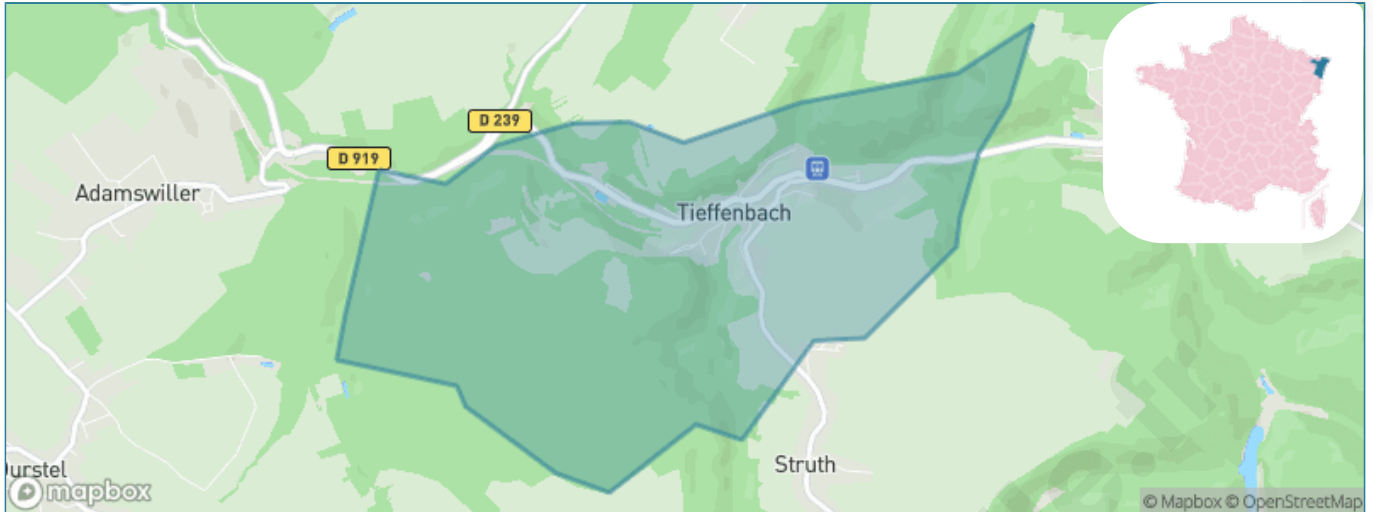 D 239
D 919
Adamswiller
Tieffenbach
Struth
Durstel
mapbox
© Mapbox © OpenStreetMap